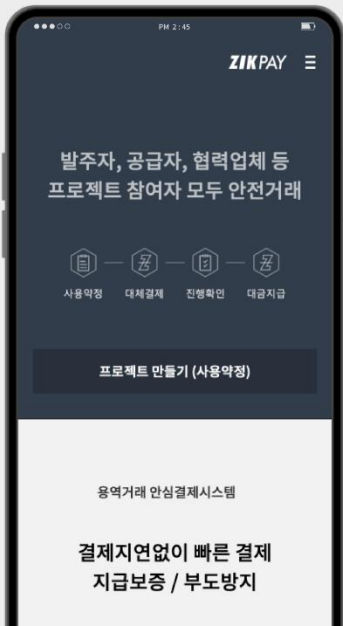 PM 2:45
ZIKPAY
발주자, 공급자, 협력업체 등
프로젝트 참여자 모두 안전거래
사용약정 대체결제 진행확인 대금지급
프로젝트 만들기 (사용약정)
용역거래 안심결제시스템
결제지연없이 빠른 결제
지급보증 / 부도방지